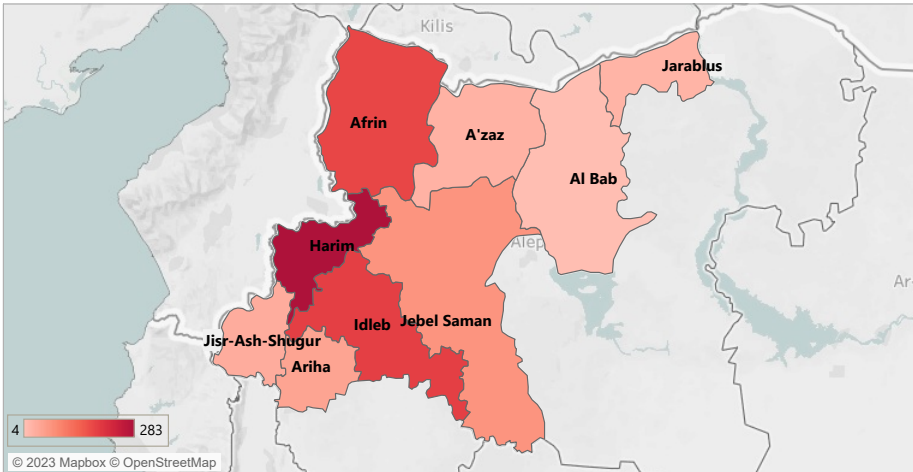 Kilis
Jarablus
Afrin
A'zaz
Al Bab
Harim
Alep
Ar-
Idleb
Jebel Saman
Jisr-Ash-Shugur
Ariha
4
283
© 2023 Mapbox © OpenStreetMap